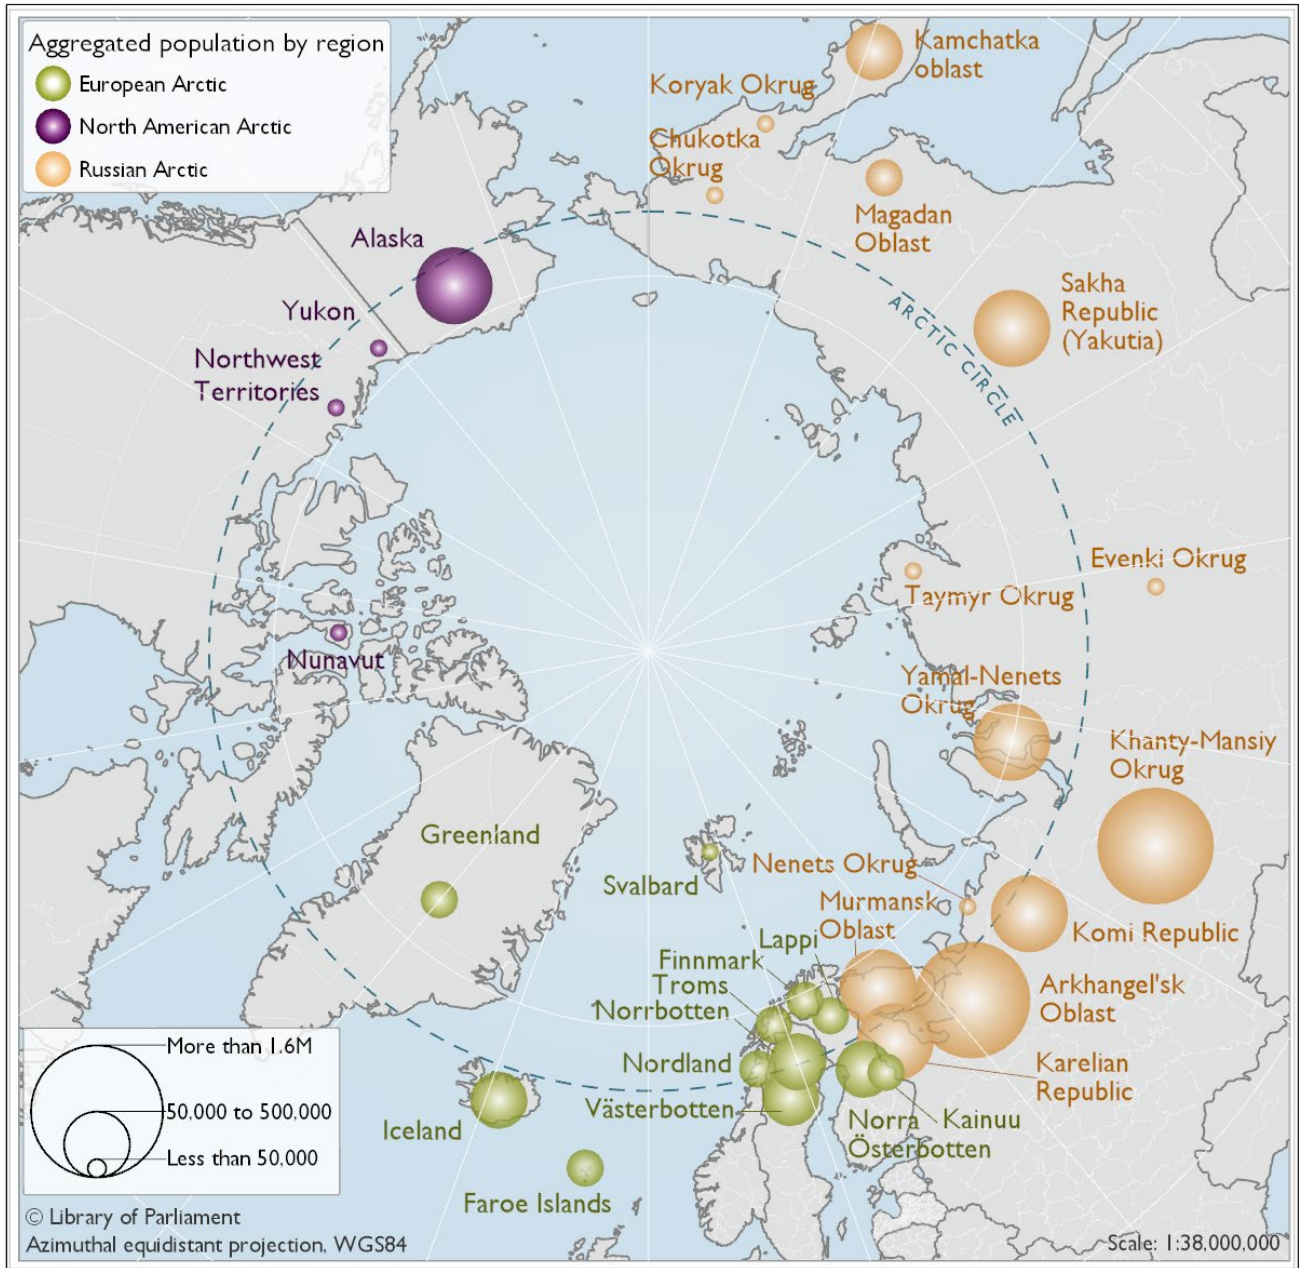 Aggregated population by region
European Arctic
North American Arctic
Russian Arctic
Kamchatka
oblast
Koryak Okrug
Chukotka
Okrug
Magadan
Oblast
Alaska
Sakha
Republic
(Yakutia)
ARCTIC CIRCLE
Yukon
Northwest
Territories
Evenki Okrug
Taymyr Okrug
Nunavut
Yamal-Nenets
Okrug
Khanty-Mansiy
Okrug
Greenland
Svalbard
Nenets Okrug
Murmansk
Oblast
Komi Republic
Lappi
Finnmark
Troms
Norrbotten
Arkhangel'sk
Oblast
Nordland
Karelian
Republic
Västerbotten
Iceland
Norra
Österbotten
Kainuu
Faroe Islands
More than 1.6M
50,000 to 500,000
Less than 50,000
© Library of Parliament
Azimuthal equidistant projection, WGS84
Scale: 1:38,000,000